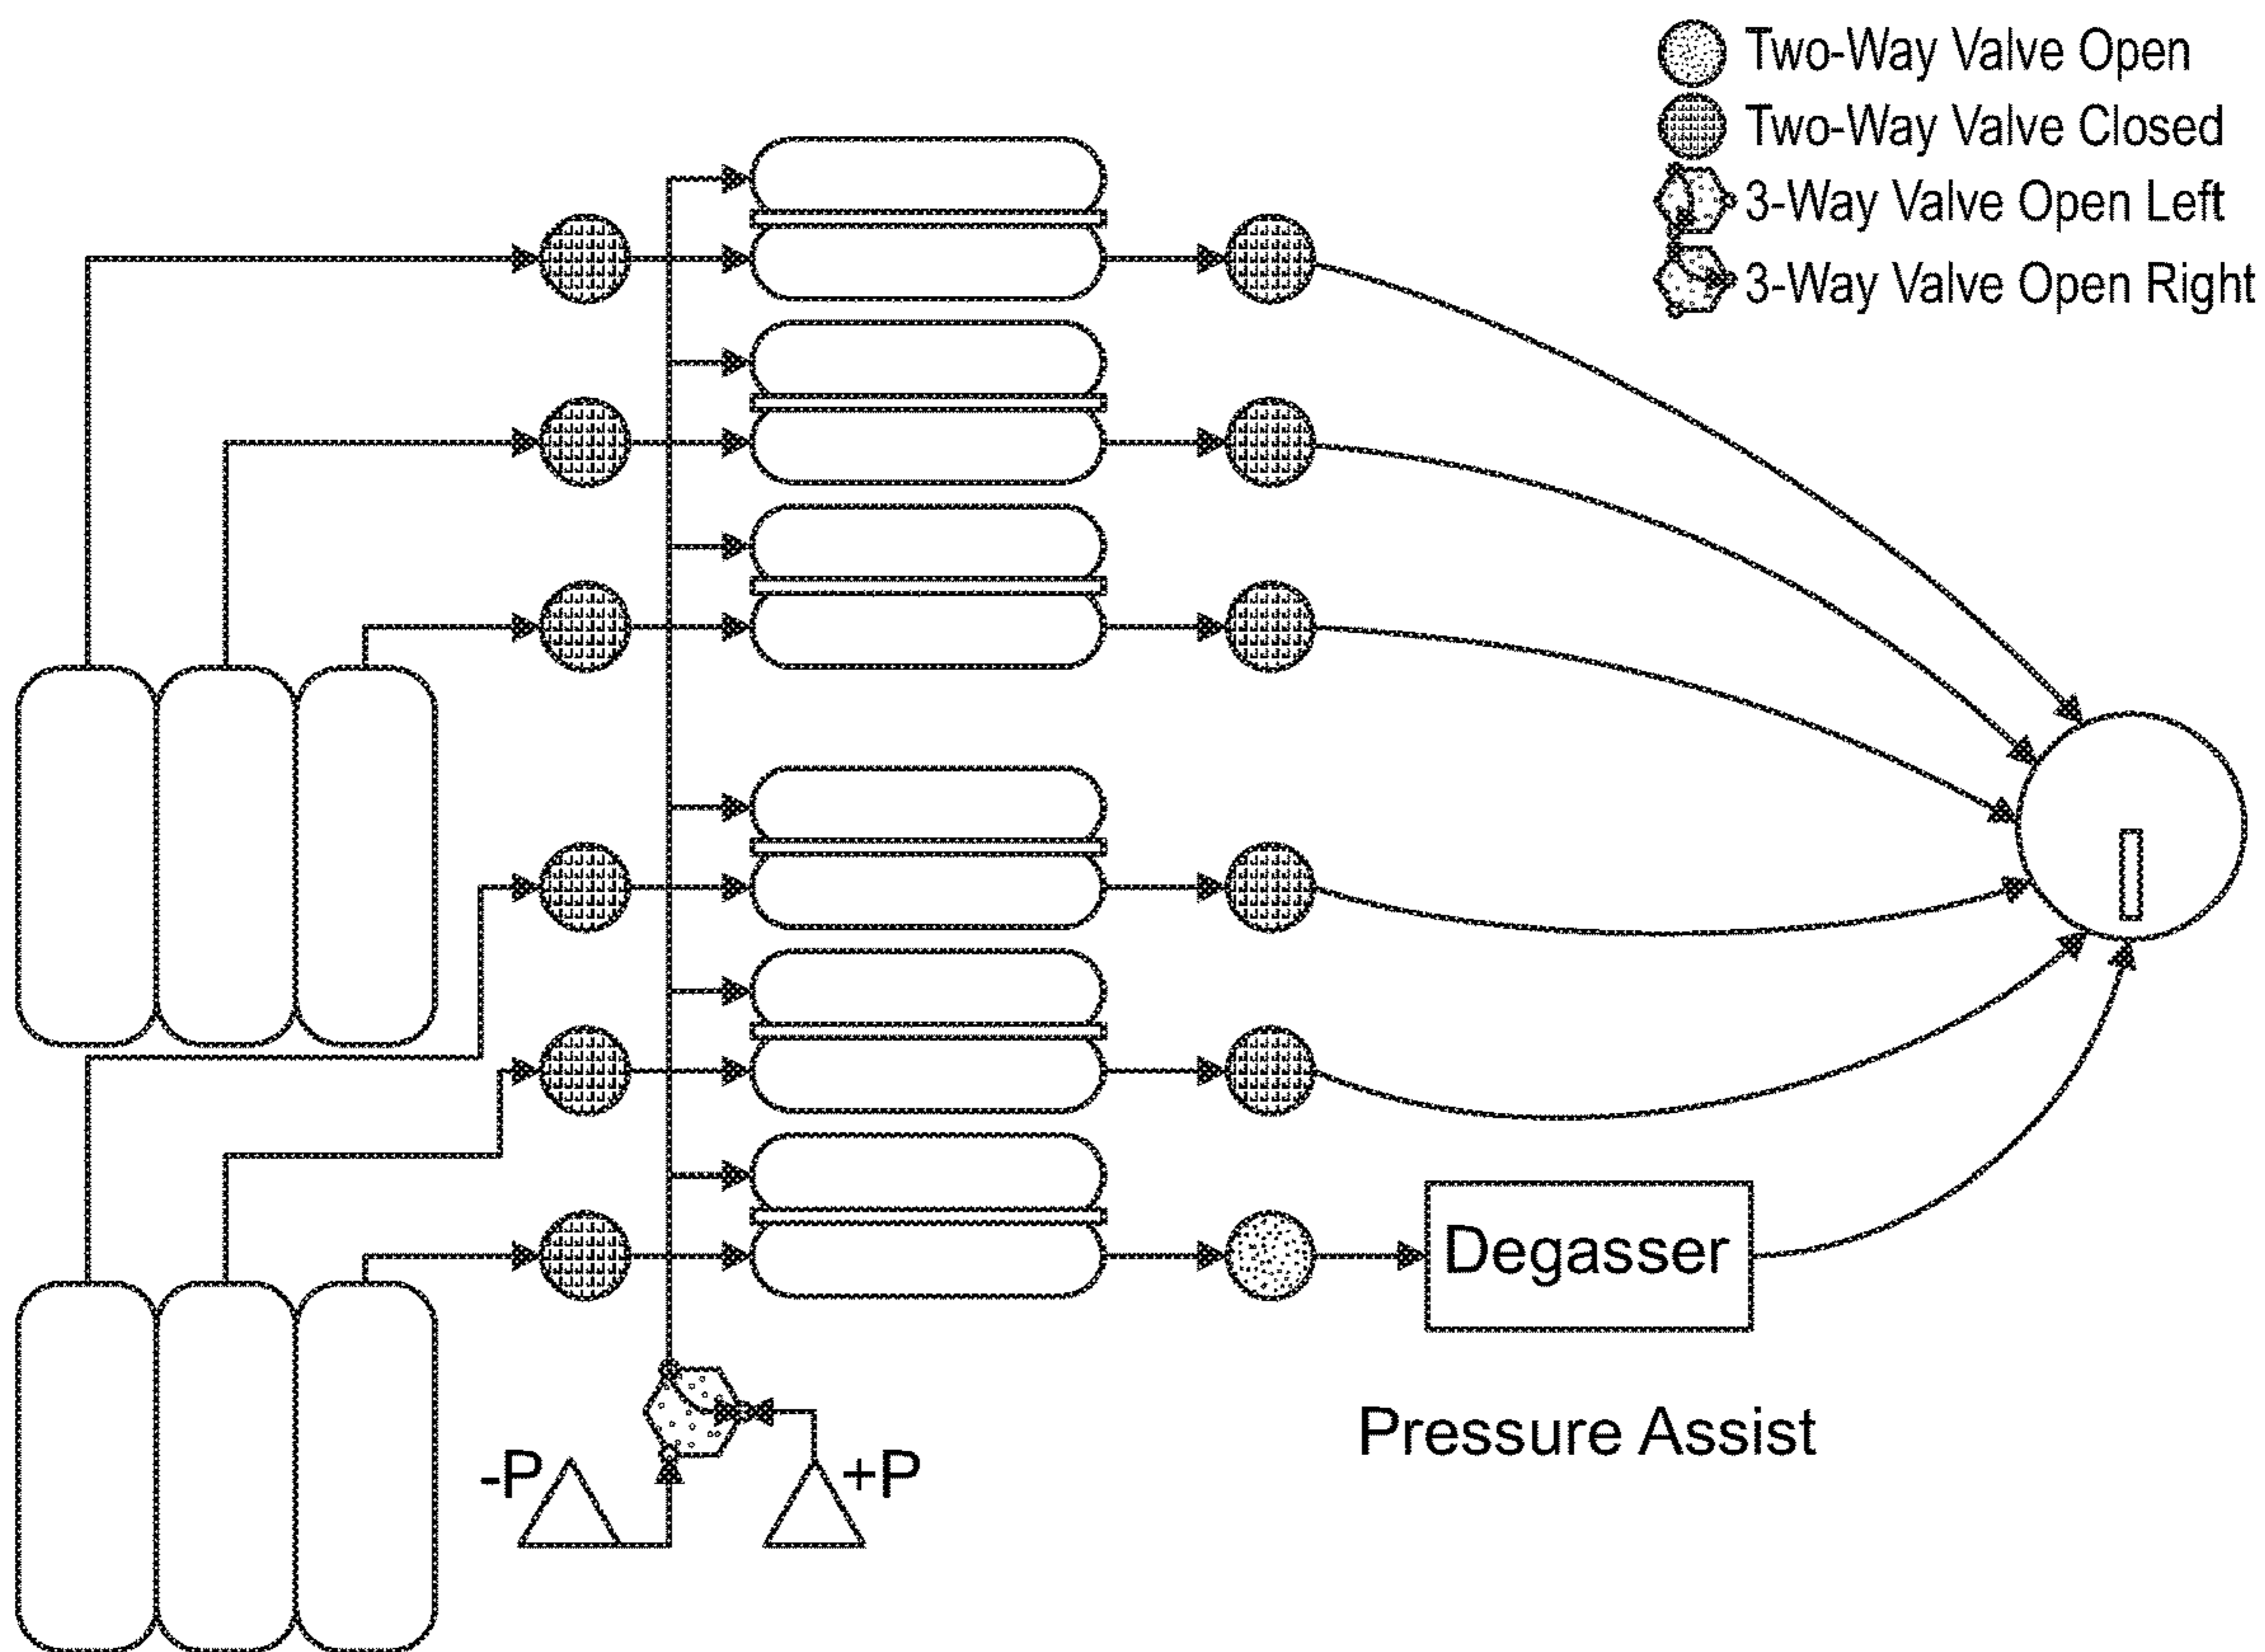 Two-Way Valve Open
Two-Way Valve Closed
3-Way Valve Open Left
3-Way Valve Open Right
Degasser
Pressure Assist
-P
+P